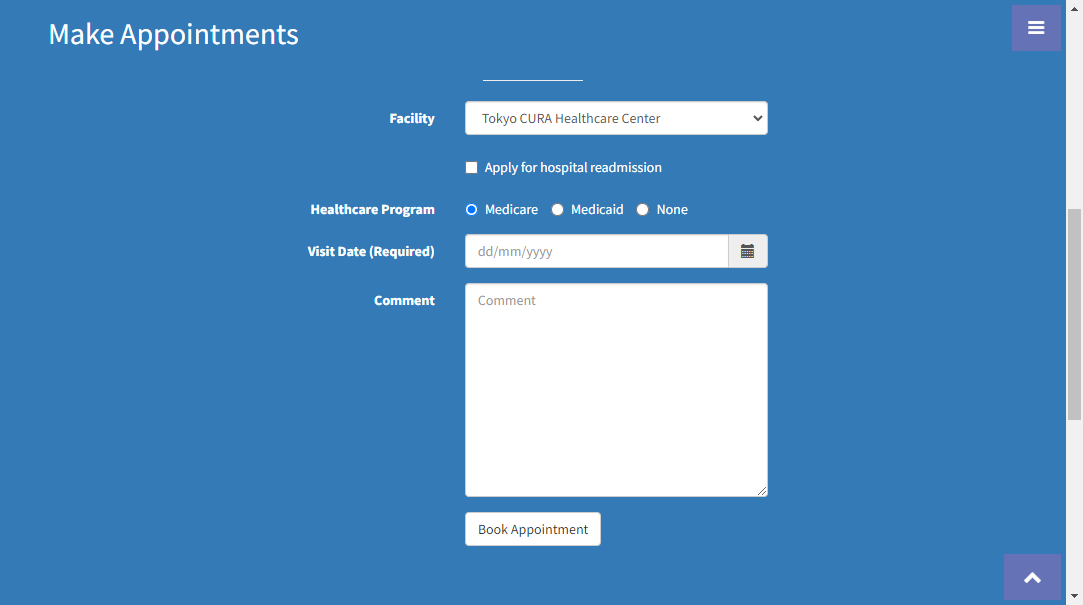 Make Appointments
Facility
Tokyo CURA Healthcare Center
Apply for hospital readmission
Healthcare Program Medicare Medicaid None
Visit Date (Required) dd/mm/yyyy
Comment Comment
Book Appointment